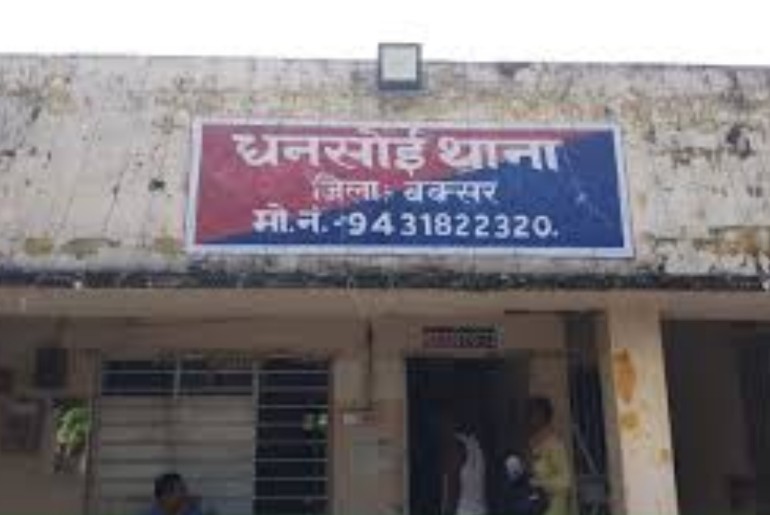 धनसोई थाना
जिला:- बक्सर
मो.नं.-9431822320.